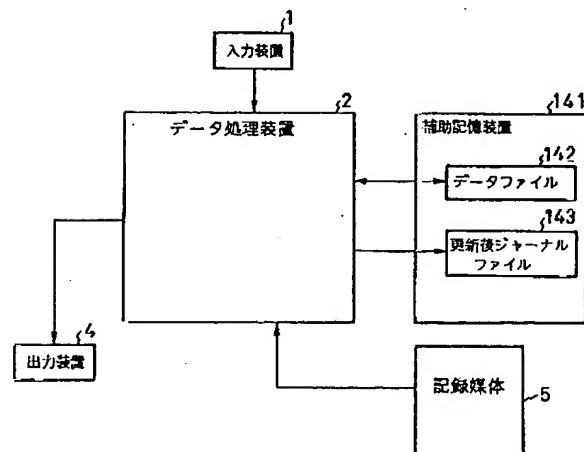 1
入力装置
2
データ処理装置
141
補助記憶装置
142
データファイル
143
更新後ジャーナル
ファイル
4
出力装置
記録媒体
5